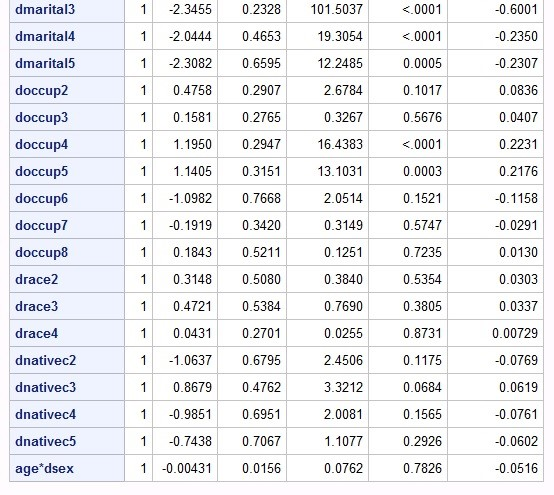 dmarital3 1 -2.3455 0.2328 101.5037 <.0001 -0.6001
dmarital4 1 -2.0444 0.4653 19.3054 <.0001 -0.2350
dmarital5 1 -2.3082 0.6595 12.2485 0.0005 -0.2307
doccup2 1 0.4758 0.2907 2.6784 0.1017 0.0836
doccup3 1 0.1581 0.2765 0.3267 0.5676 0.0407
doccup4 1 1.1950 0.2947 16.4383 <.0001 0.2231
doccup5 1 1.1405 0.3151 13.1031 0.0003 0.2176
doccup6 1 -1.0982 0.7668 2.0514 0.1521 -0.1158
doccup7 1 -0.1919 0.3420 0.3149 0.5747 -0.0291
doccup8 1 0.1843 0.5211 0.1251 0.7235 0.0130
drace2 1 0.3148 0.5080 0.3840 0.5354 0.0303
drace3 1 0.4721 0.5384 0.7690 0.3805 0.0337
drace4 1 0.0431 0.2701 0.0255 0.8731 0.00729
dnativec2 1 -1.0637 0.6795 2.4506 0.1175 -0.0769
dnativec3 1 0.8679 0.4762 3.3212 0.0684 0.0619
dnativec4 1 -0.9851 0.6951 2.0081 0.1565 -0.0761
dnativec5 1 -0.7438 0.7067 1.1077 0.2926 -0.0602
age*dsex 1 -0.00431 0.0156 0.0762 0.7826 -0.0516